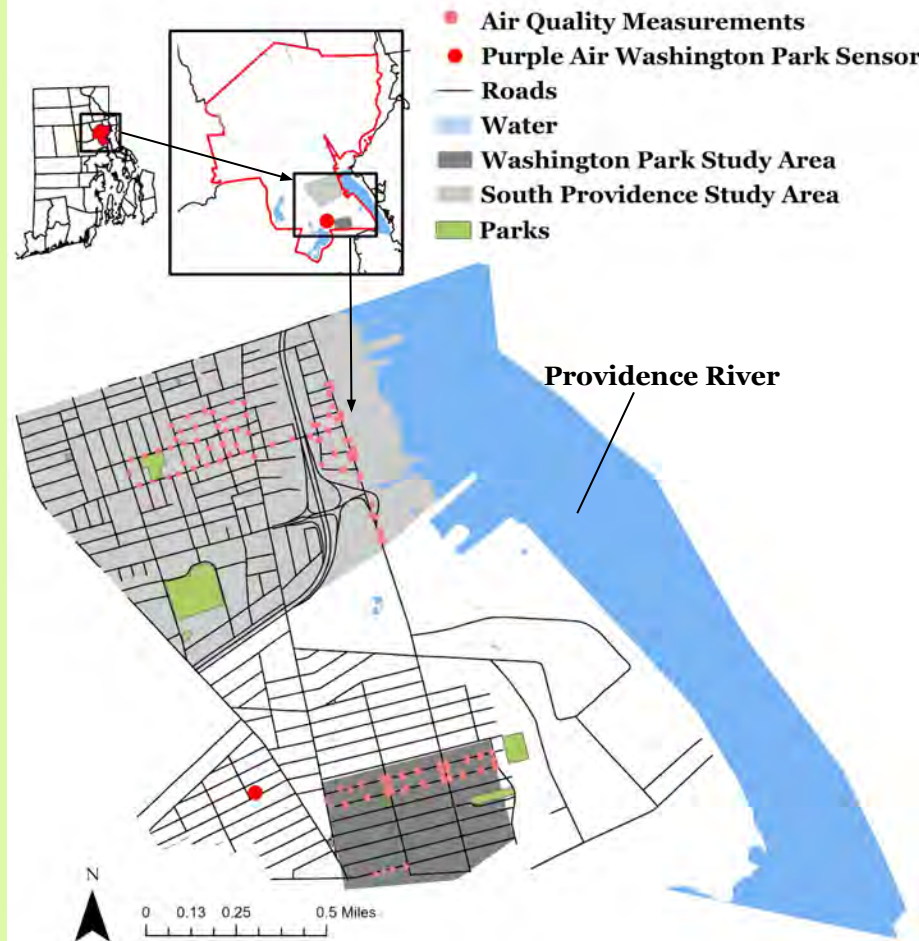 Air Quality Measurements
Purple Air Washington Park Sensor
Roads
Water
Washington Park Study Area
South Providence Study Area
Parks
Providence River
N
0 0.13 0.25 0.5 Miles